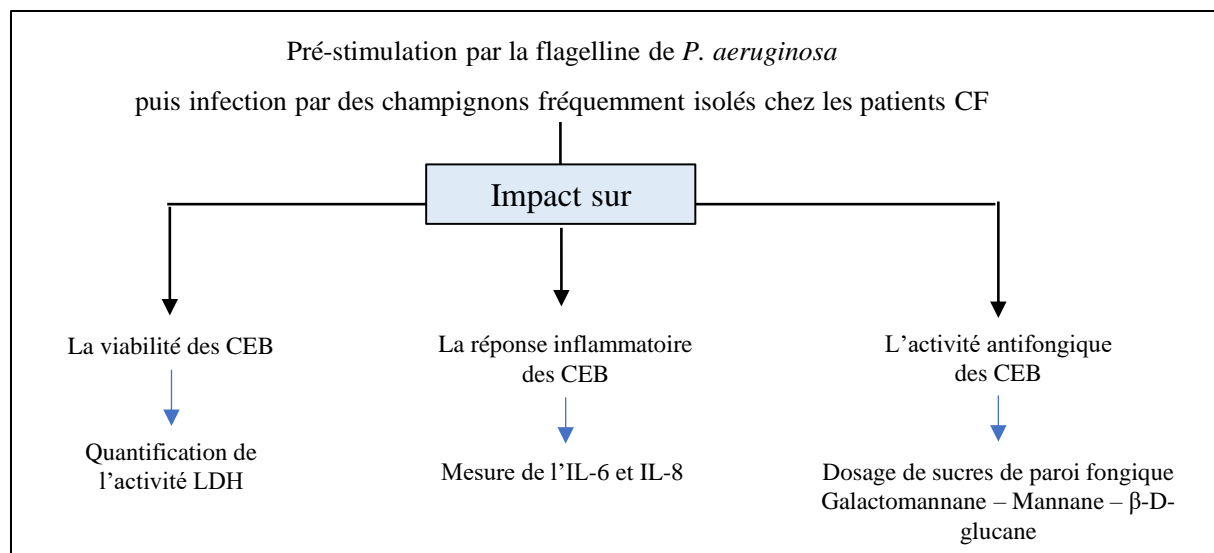 Pré-stimulation par la flagelline de P. aeruginosa
puis infection par des champignons fréquemment isolés chez les patients CF
Impact sur
La viabilité des CEB
Quantification de
l'activité LDH
La réponse inflammatoire
des CEB
Mesure de l'IL-6 et IL-8
L'activité antifongique
des CEB
Dosage de sucres de paroi fongique
Galactomannane – Mannane – β-D-
glucane